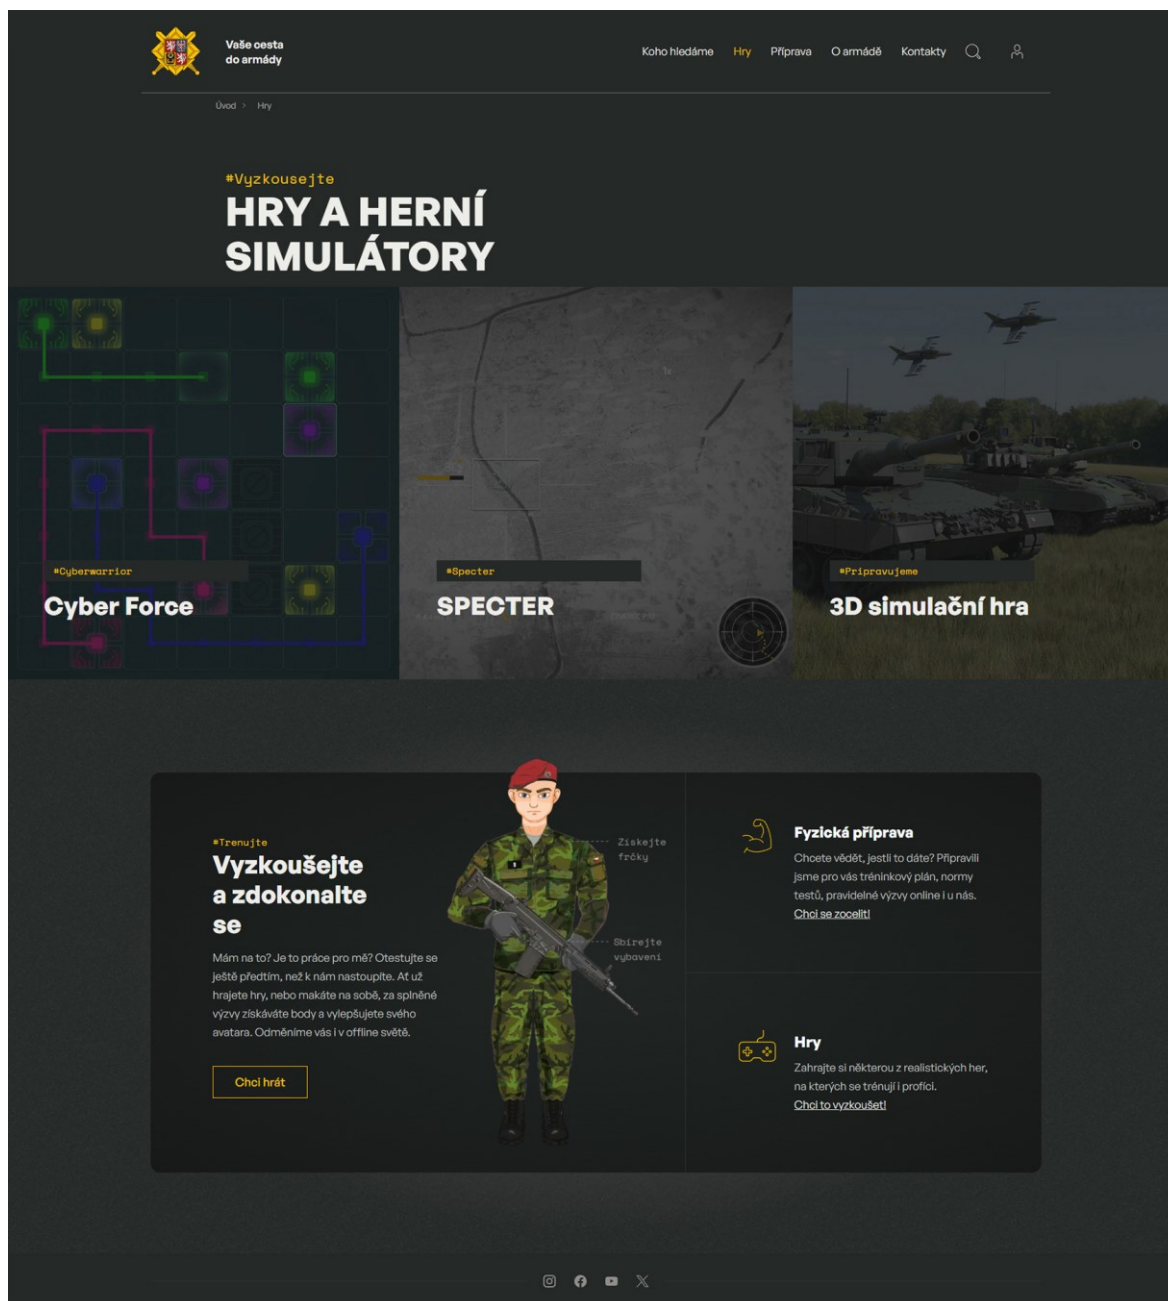 Vaše cesta
do armády
Koho hledáme Hry Příprava O armádě Kontakty
Úvod > Hry
#Vyzkousejte
HRY A HERNÍ
SIMULÁTORY
#Cyberwarrior
Cyber Force
#Specter
SPECTER
#Pripravujeme
3D simulační hra
#Trenujte
Vyzkoušejte
a zdokonalte
se
Mám na to? Je to práce pro mě? Otestujte se
ještě předtím, než k nám nastoupíte. Ať už
hrajete hry, nebo makáte na sobě, za splněné
výzvy získáváte body a vylepšujete svého
avatara. Odměníme vás i v offline světě.
Chci hrát
Získejte
frčky
Sbírejte
vybavení
Fyzická příprava
Chcete vědět, jestli to dáte? Připravili
jsme pro vás tréninkový plán, normy
testů, pravidelné výzvy online i u nás.
Chci se zocelit!
Hry
Zahrajte si některou z realistických her,
na kterých se trénují i profíci.
Chci to vyzkoušet!